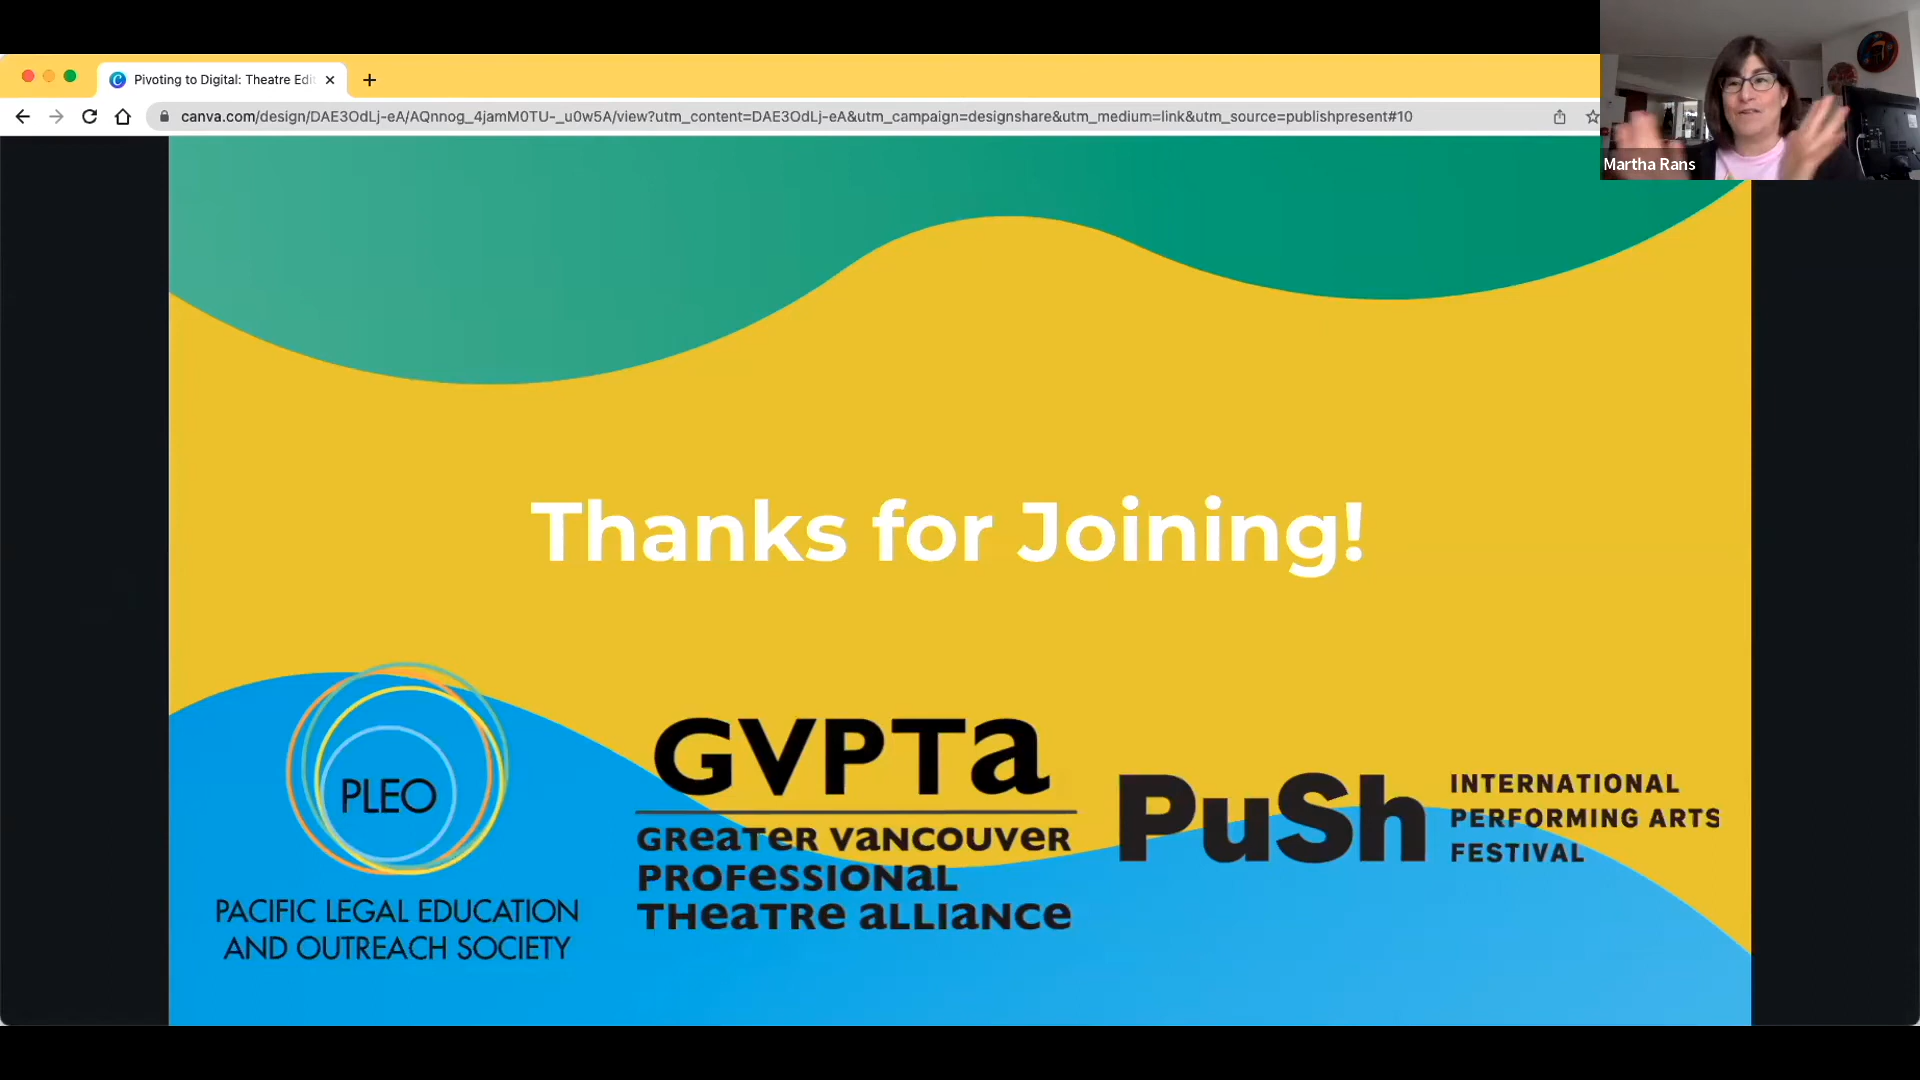 Pivoting to Digital: Theatre Edi
canva.com/design/DAE3OdLj-eA/AQnnog_4jamM0TU-_u0w5A/view?utm_content=DAE3OdLj-eA&utm_campaign=designshare&utm_medium=link&utm_source=publishpresent#10
Martha Rans
Thanks for Joining!
PLEO
PACIFIC LEGAL EDUCATION
AND OUTREACH SOCIETY
GVPTa
GReaTER VaNCOUVeR
PROFeSSIONaL
THeaTRe aLLIaNCe
PuSh
INTERNATIONAL
PERFORMING ARTS
FESTIVAL